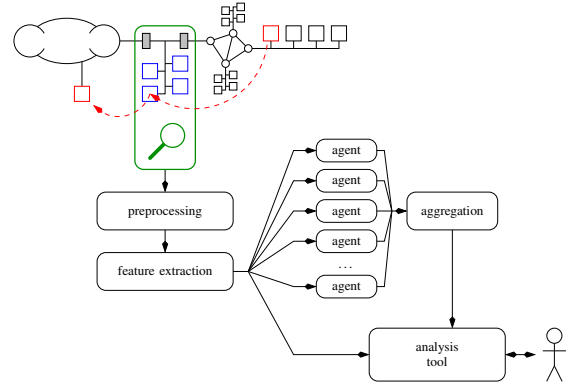 agent
agent
preprocessing
agent
aggregation
agent
feature extraction
...
agent
analysis
tool